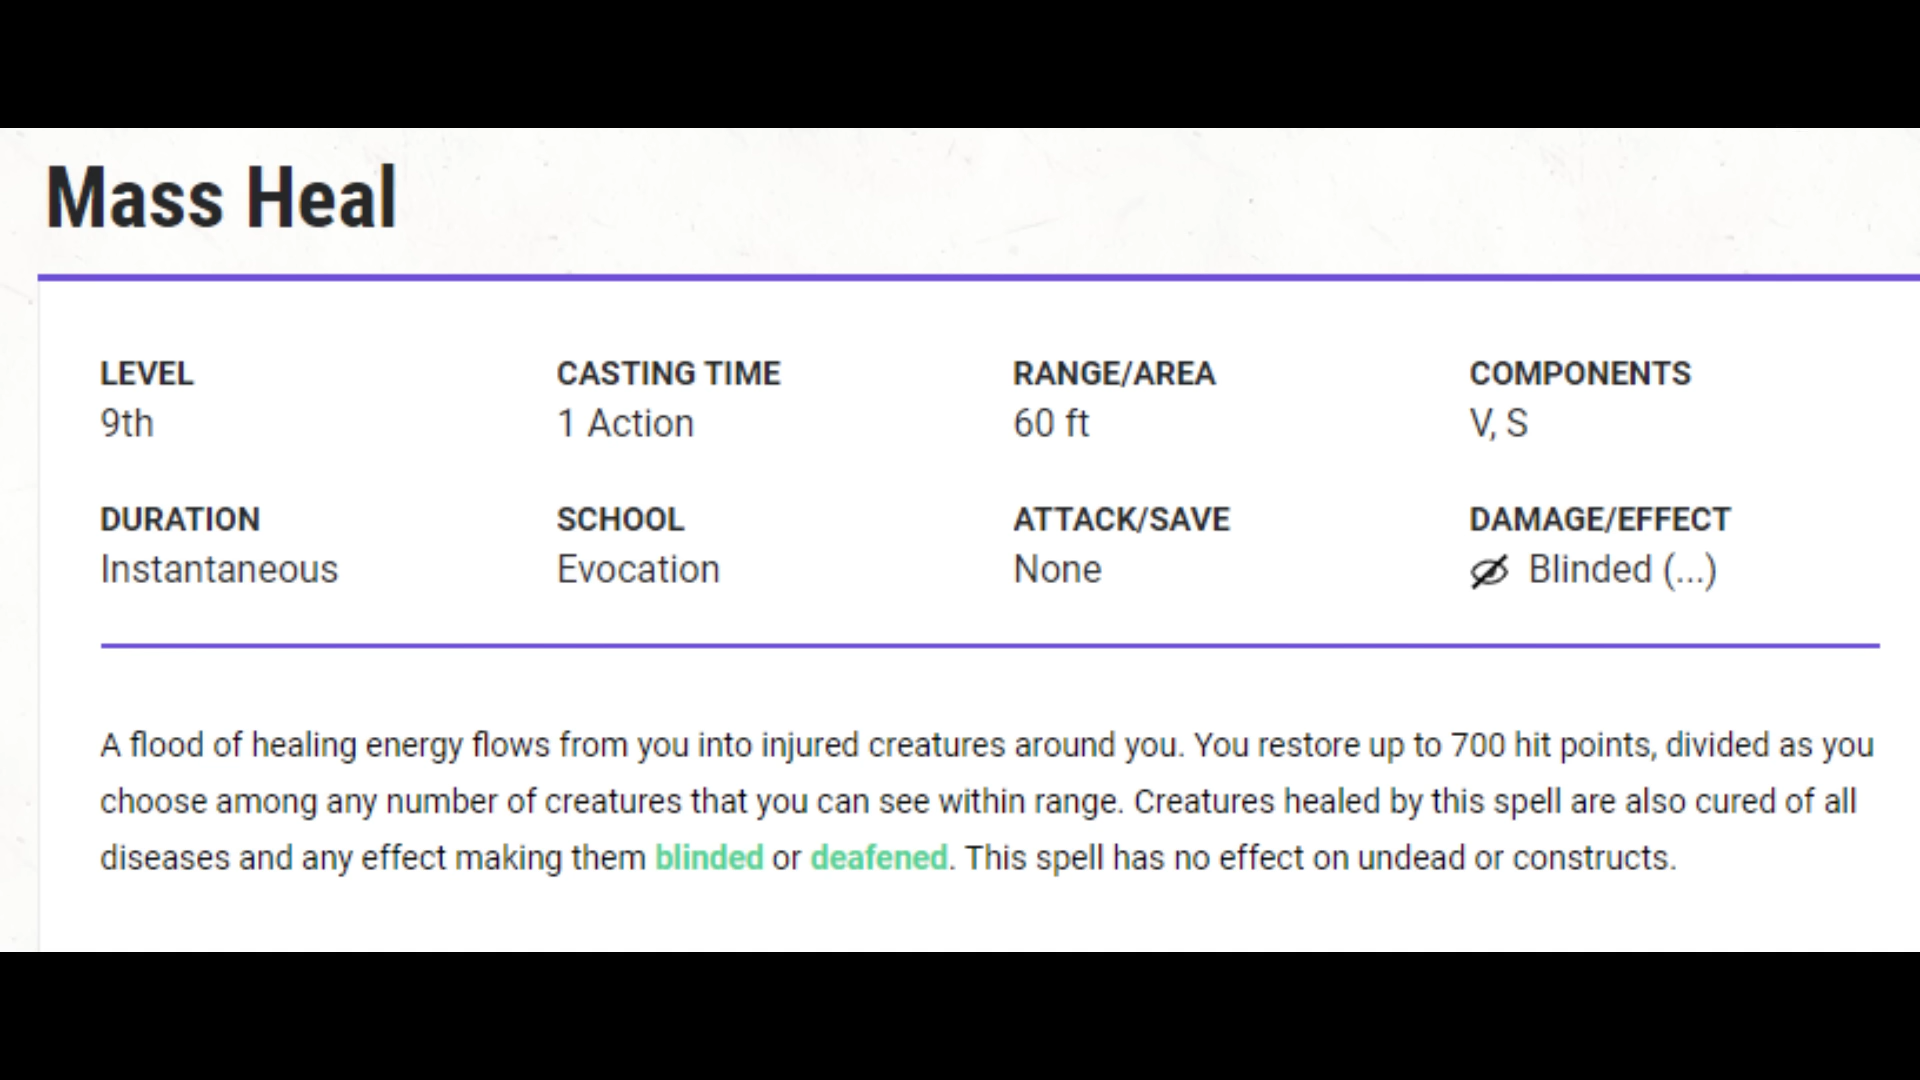 Mass Heal
LEVEL
CASTING TIME
RANGE/AREA
COMPONENTS
9th
1 Action
60 ft
V, S
DURATION
SCHOOL
ATTACK/SAVE
DAMAGE/EFFECT
Instantaneous
Evocation
None
Blinded (...)
A flood of healing energy flows from you into injured creatures around you. You restore up to 700 hit points, divided as you
choose among any number of creatures that you can see within range. Creatures healed by this spell are also cured of all
diseases and any effect making them blinded or deafened. This spell has no effect on undead or constructs.